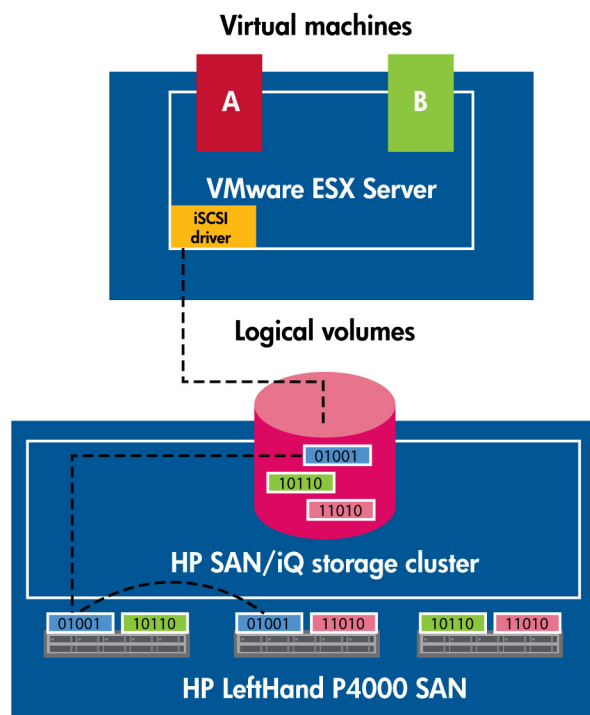 Virtual machines
A
B
VMware ESX Server
iSCSI
driver
Logical volumes
01001
10110
11010
HP SAN/iQ storage cluster
01001 10110 01001 11010 10110 11010
HP LeftHand P4000 SAN